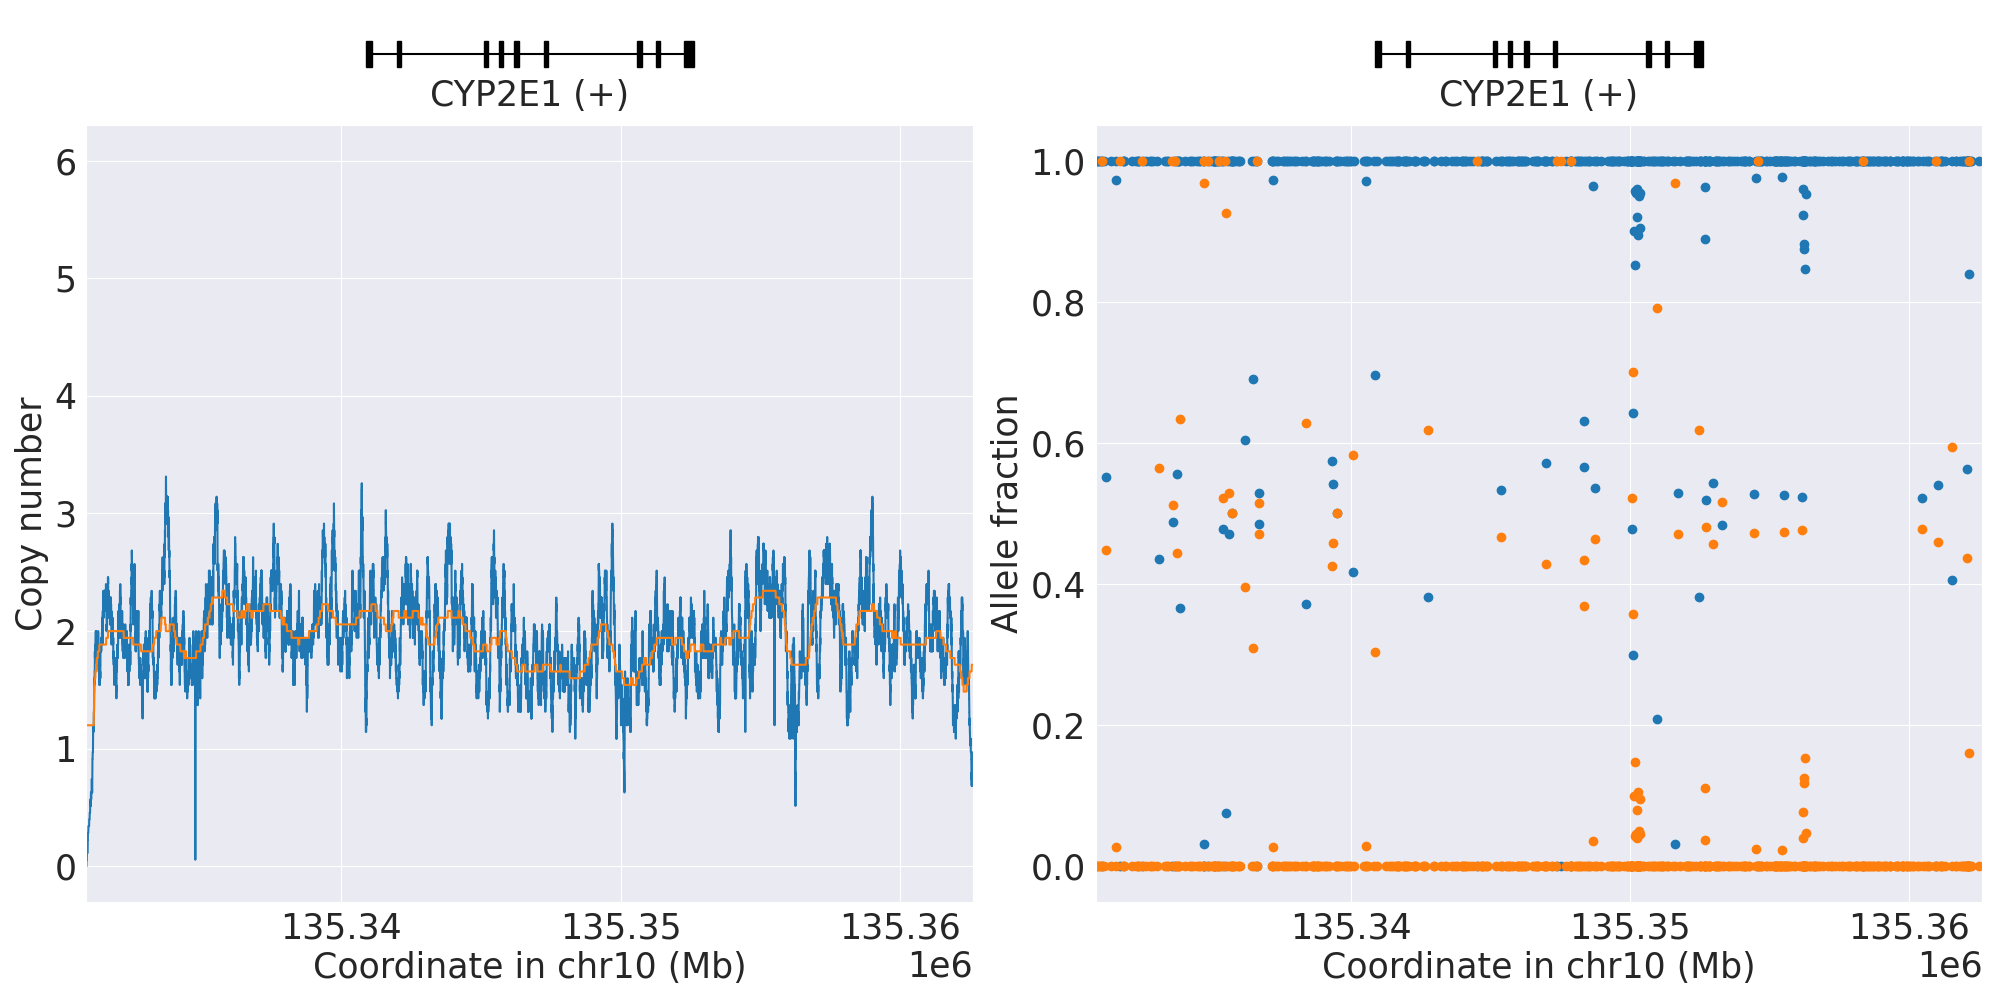 CYP2E1 (+)
6
5
4
3
2
1
0
Copy number
135.34 135.35 135.36
Coordinate in chr10 (Mb)
1e6
CYP2E1 (+)
1.0
0.8
0.6
0.4
0.2
0.0
Allele fraction
135.34 135.35 135.36
Coordinate in chr10 (Mb)
1e6